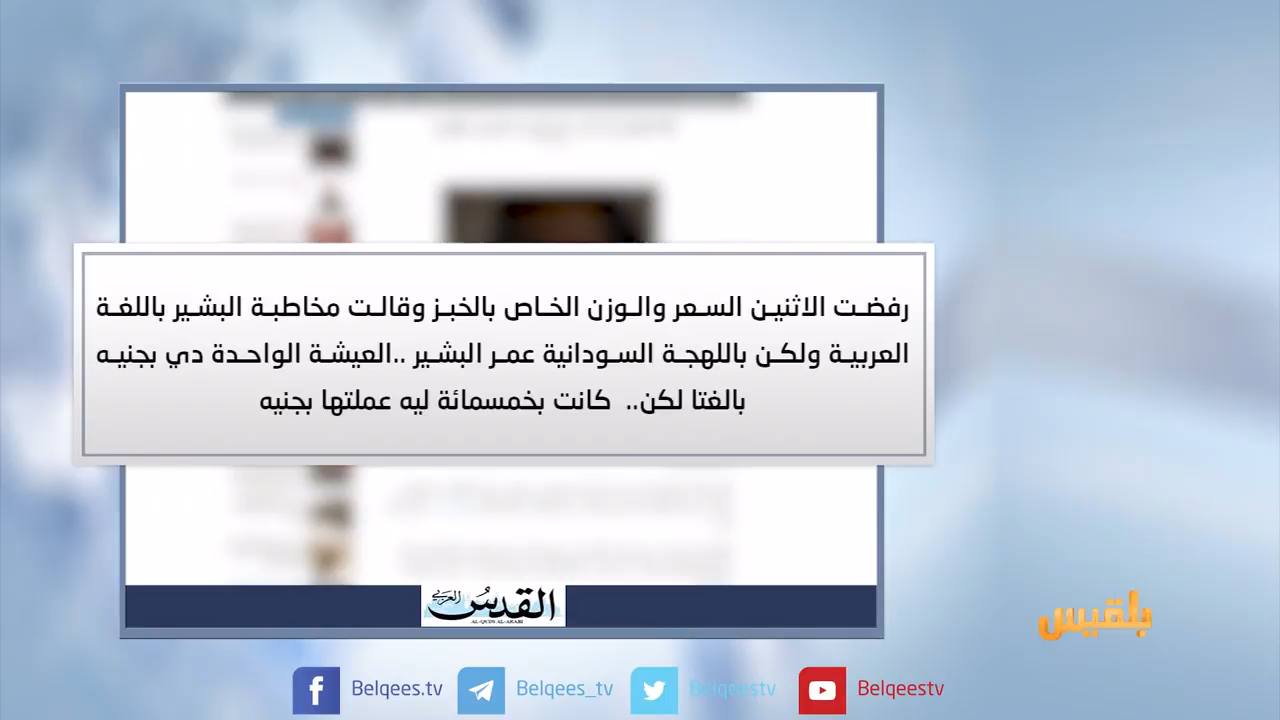 رفضت الاثنين السعر والوزن الخاص بالخبز وقالت مخاطبة البشير باللغة
العربية ولكن باللهجة السودانية عمر البشير ..العيشة الواحدة دي بجنيه
بالغتا لكن.. كانت بخمسمائة ليه عملتها بجنيه
القدس العربي
AL-QUDS AL-ARABI
بلقيس
Belqees.tv
Belqees_tv
Belqeestv
Belqeestv